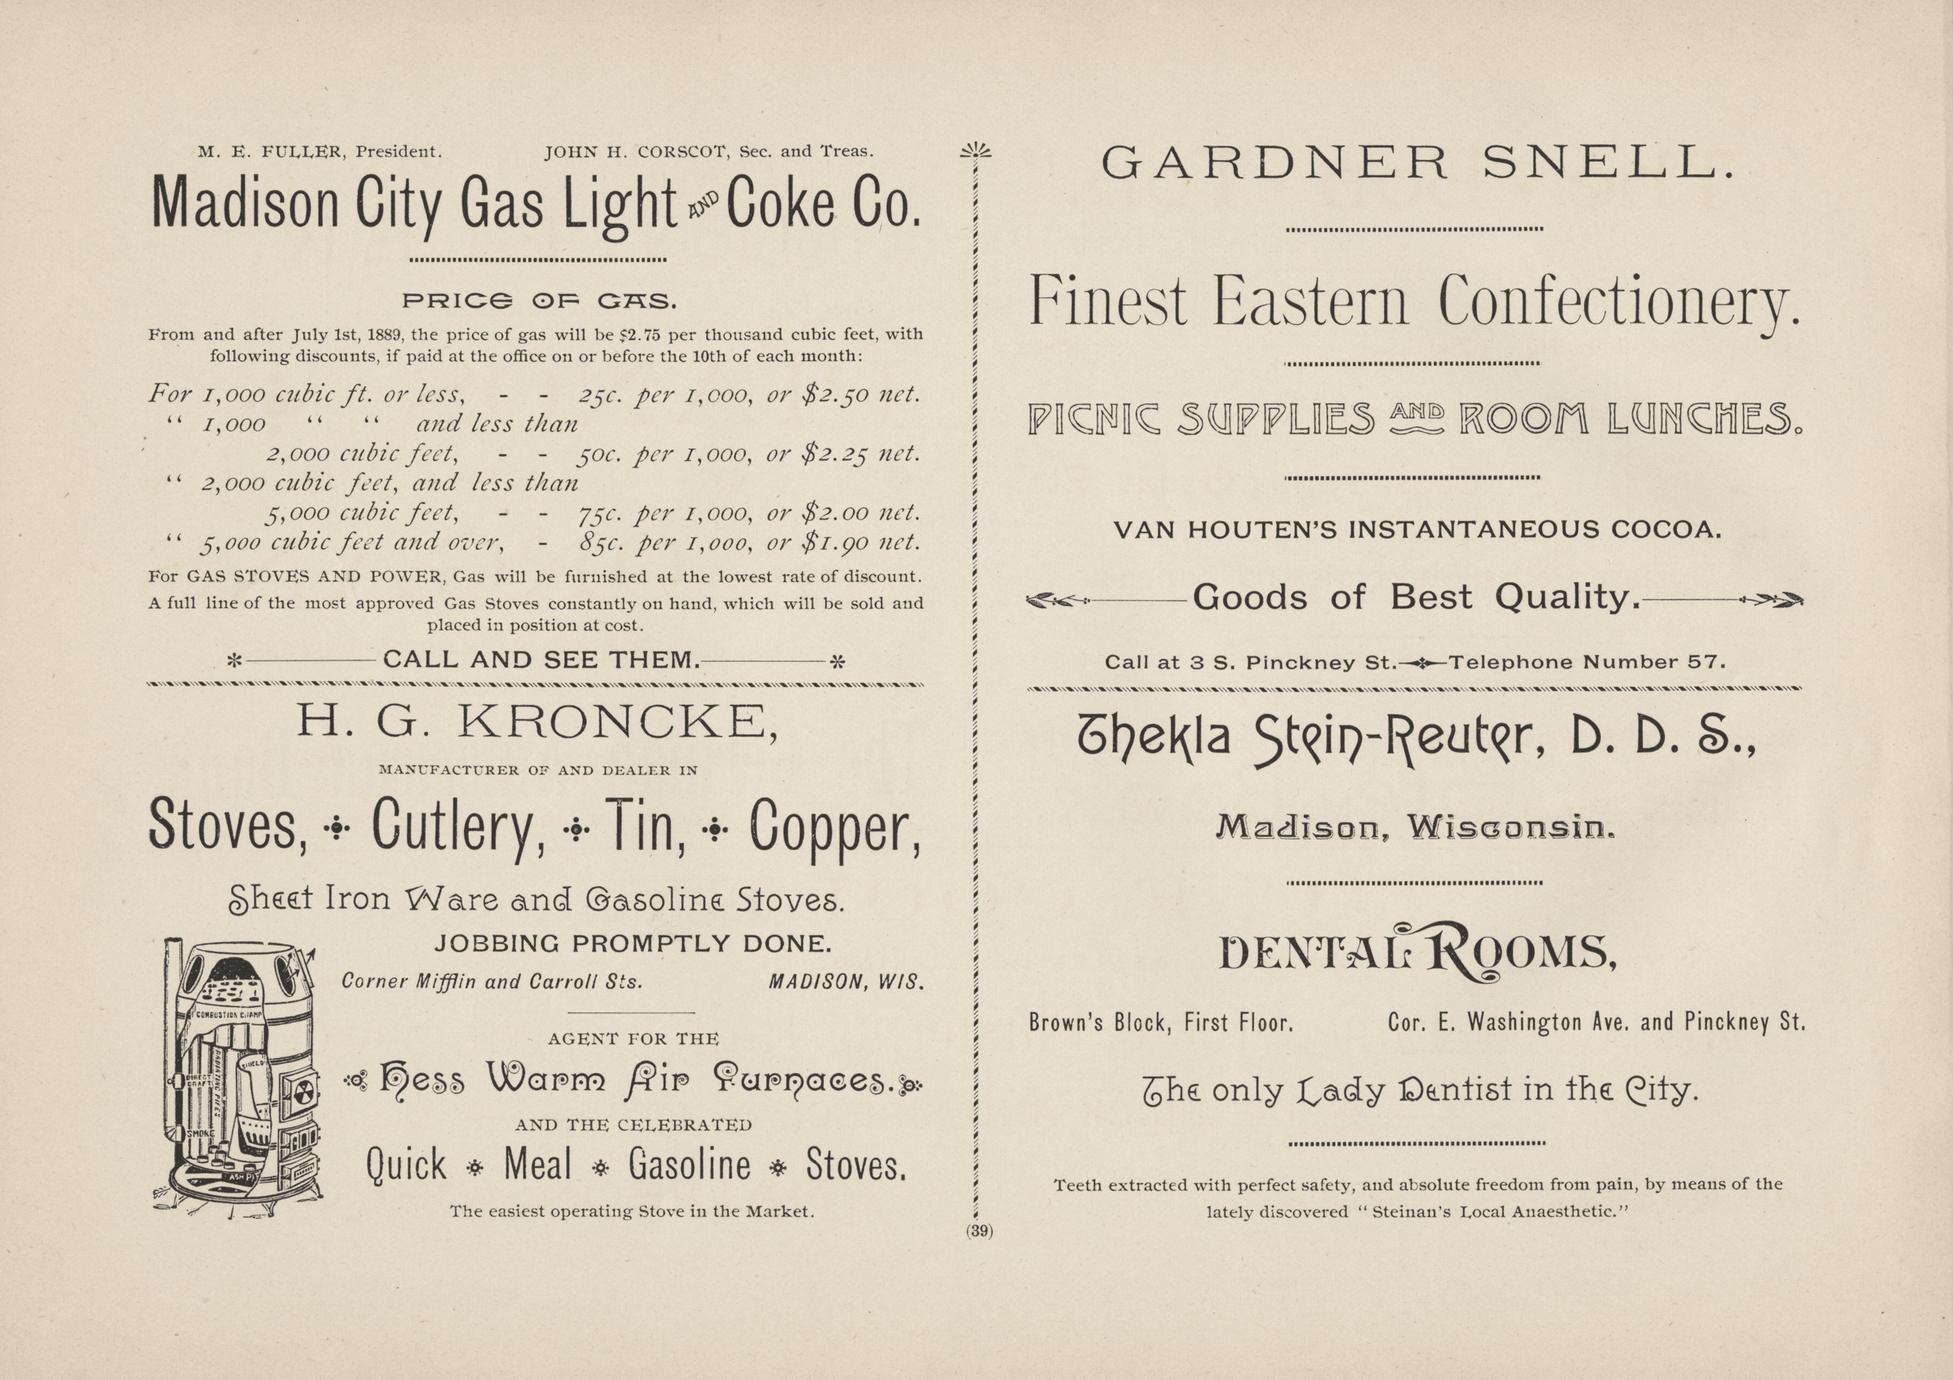 M. E. FULLER, President. JOHN H. CORSCOT, Sec. and Treas.
Madison City Gas Light AND Coke Co.
PRICE OF GAS.
From and after July 1st, 1889, the price of gas will be $2.75 per thousand cubic feet, with
following discounts, if paid at the office on or before the 10th of each month:
For 1,000 cubic ft. or less, - - 25c. per 1,000, or $2.50 net.
“ 1,000 “ “ and less than
2,000 cubic feet, - - 50c. per 1,000, or $2.25 net.
“ 2,000 cubic feet, and less than
5,000 cubic feet, - - 75c. per 1,000, or $2.00 net.
“ 5,000 cubic feet and over, - 85c. per 1,000, or $1.90 net.
For GAS STOVES AND POWER, Gas will be furnished at the lowest rate of discount.
A full line of the most approved Gas Stoves constantly on hand, which will be sold and
placed in position at cost.
CALL AND SEE THEM.
H. G. KRONCKE,
MANUFACTURER OF AND DEALER IN
Stoves, Cutlery, Tin, Copper,
Sheet Iron Ware and Gasoline Stoves.
JOBBING PROMPTLY DONE.
Corner Mifflin and Carroll Sts. MADISON, WIS.
AGENT FOR THE
Hess Warm Air Furnaces.
AND THE CELEBRATED
Quick Meal Gasoline Stoves.
The easiest operating Stove in the Market.
COMBUSTION CHAMP
DIRECT
DRAFT
RADIATING PIPES
SHIELD
SMOKE
ASH PIT
(39)
GARDNER SNELL.
Finest Eastern Confectionery.
PICNIC SUPPLIES AND ROOM LUNCHES.
VAN HOUTEN'S INSTANTANEOUS COCOA.
Goods of Best Quality.
Call at 3 S. Pinckney St. Telephone Number 57.
Thekla Stein-Reuter, D. D. S.,
Madison, Wisconsin.
DENTAL ROOMS,
Brown's Block, First Floor. Cor. E. Washington Ave. and Pinckney St.
The only Lady Dentist in the City.
Teeth extracted with perfect safety, and absolute freedom from pain, by means of the
lately discovered “Steinan's Local Anaesthetic.”